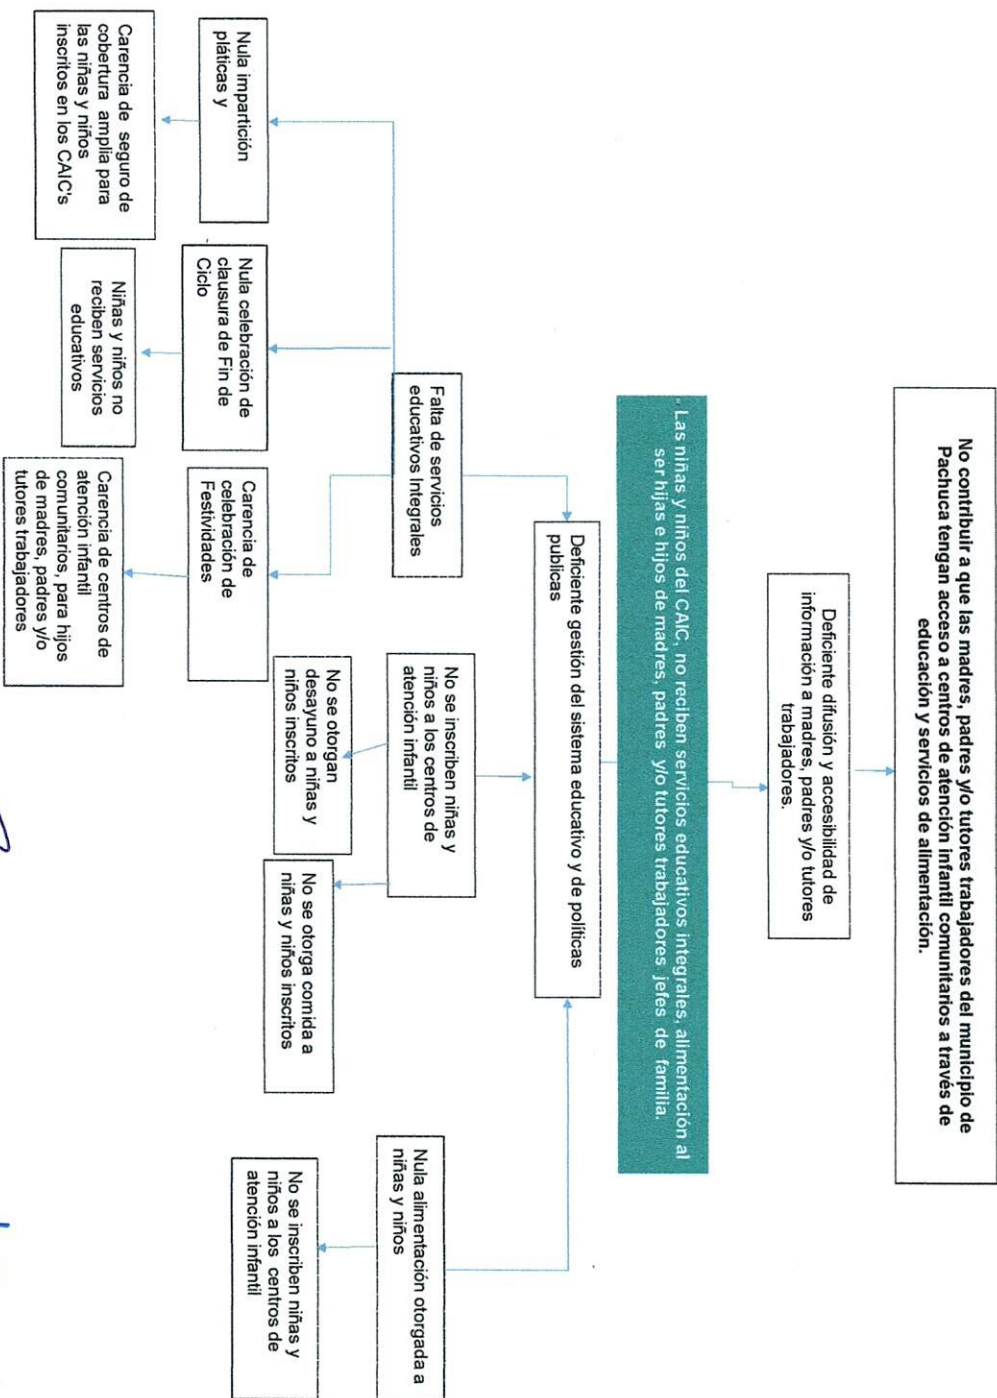 No contribuir a que las madres, padres y/o tutores trabajadores del municipio de
Pachuca tengan acceso a centros de atención infantil comunitarios a través de
educación y servicios de alimentación.
Deficiente difusión y accesibilidad de
información a madres, padres y/o tutores
trabajadores.
Las niñas y niños del CAIC, no reciben servicios educativos integrales, alimentación al
ser hijas e hijos de madres, padres y/o tutores trabajadores jefes de familia.
Deficiente gestión del sistema educativo y de políticas
publicas
Falta de servicios
educativos Integrales
No se inscriben niñas y
niños a los centros de
atención infantil
Nula alimentación otorgada a
niñas y niños
Nula impartición
pláticas y
Nula celebración de
clausura de Fin de
Ciclo
Carencia de
celebración de
Festividades
No se otorgan
desayuno a niñas y
niños inscritos
No se otorga comida a
niñas y niños inscritos
No se inscriben niñas y
niños a los centros de
atención infantil
Carencia de seguro de
cobertura amplia para
las niñas y niños
inscritos en los CAIC's
Niñas y niños no
reciben servicios
educativos
Carencia de centros de
atención infantil
comunitarios, para hijos
de madres, padres y/o
tutores trabajadores